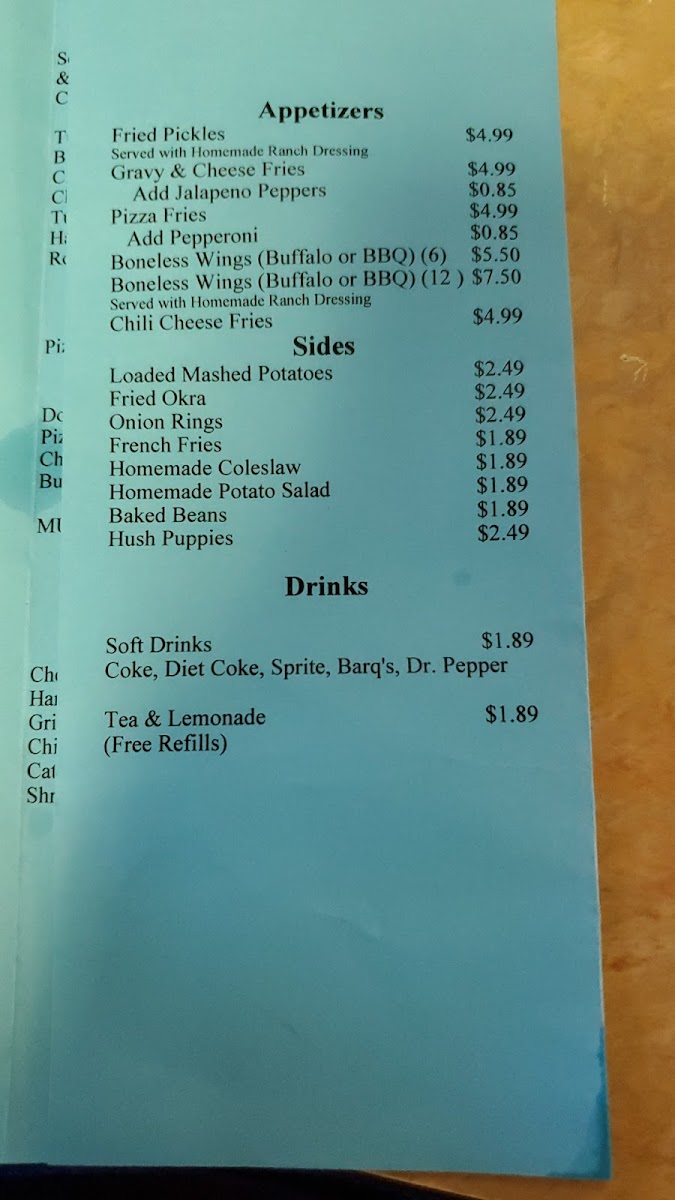 Appetizers
Fried Pickles $4.99
Served with Homemade Ranch Dressing
Gravy & Cheese Fries $4.99
Add Jalapeno Peppers $0.85
Pizza Fries $4.99
Add Pepperoni $0.85
Boneless Wings (Buffalo or BBQ) (6) $5.50
Boneless Wings (Buffalo or BBQ) (12 ) $7.50
Served with Homemade Ranch Dressing
Chili Cheese Fries $4.99
Sides
Loaded Mashed Potatoes $2.49
Fried Okra $2.49
Onion Rings $2.49
French Fries $1.89
Homemade Coleslaw $1.89
Homemade Potato Salad $1.89
Baked Beans $1.89
Hush Puppies $2.49
Drinks
Soft Drinks $1.89
Coke, Diet Coke, Sprite, Barq's, Dr. Pepper
Tea & Lemonade $1.89
(Free Refills)